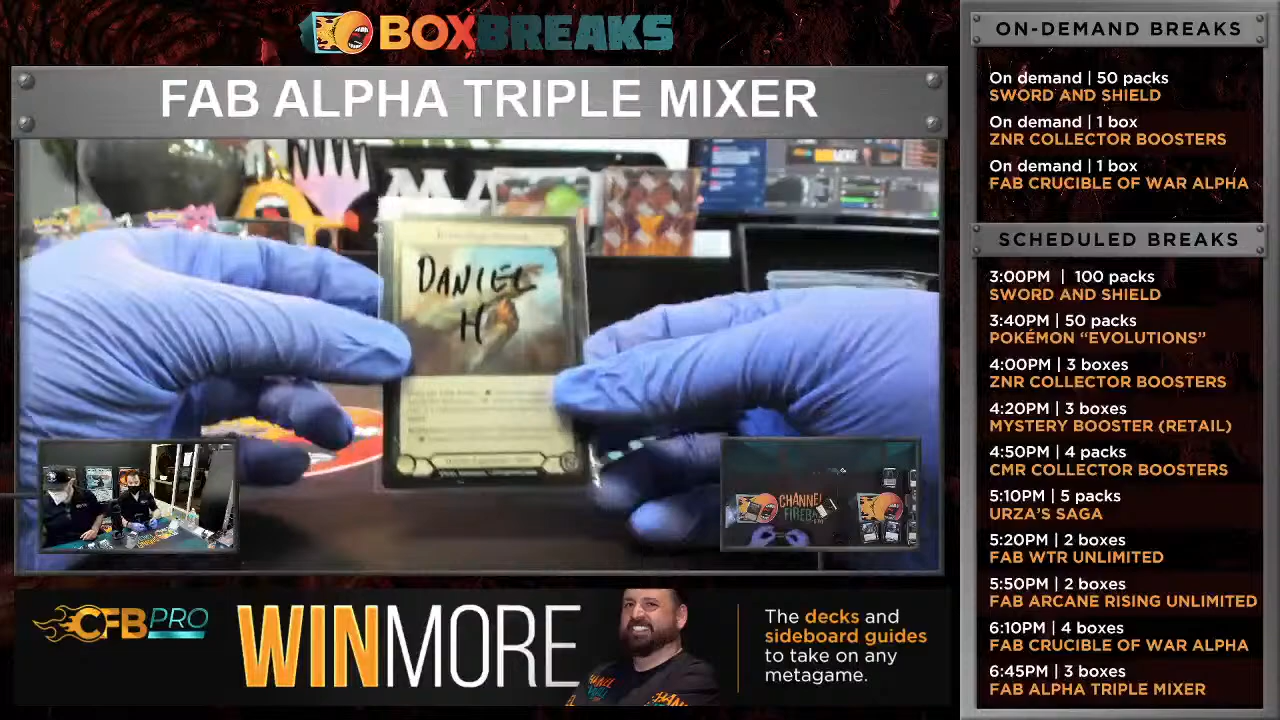 BOXBREAKS
FAB ALPHA TRIPLE MIXER
DANIEL
H
CHANNEL
FIREBALL
CFBPRO
WINMORE
The decks and
sideboard guides
to take on any
metagame.
ON-DEMAND BREAKS
On demand | 50 packs
SWORD AND SHIELD
On demand | 1 box
ZNR COLLECTOR BOOSTERS
On demand | 1 box
FAB CRUCIBLE OF WAR ALPHA
SCHEDULED BREAKS
3:00PM | 100 packs
SWORD AND SHIELD
3:40PM | 50 packs
POKÉMON “EVOLUTIONS”
4:00PM | 3 boxes
ZNR COLLECTOR BOOSTERS
4:20PM | 3 boxes
MYSTERY BOOSTER (RETAIL)
4:50PM | 4 packs
CMR COLLECTOR BOOSTERS
5:10PM | 5 packs
URZA’S SAGA
5:20PM | 2 boxes
FAB WTR UNLIMITED
5:50PM | 2 boxes
FAB ARCANE RISING UNLIMITED
6:10PM | 4 boxes
FAB CRUCIBLE OF WAR ALPHA
6:45PM | 3 boxes
FAB ALPHA TRIPLE MIXER